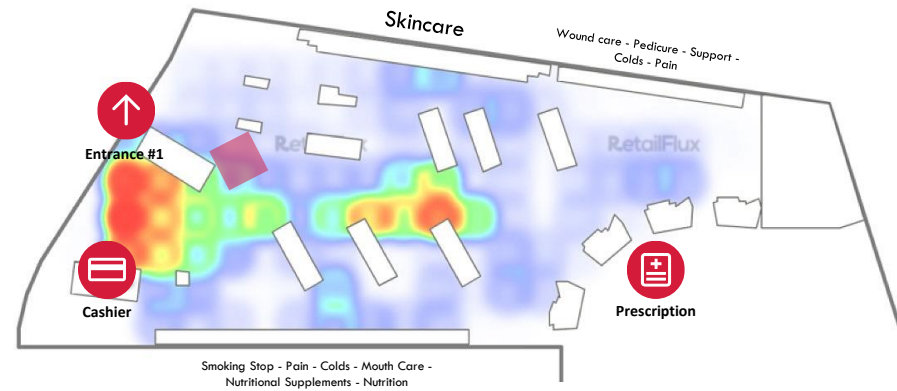 Skincare
Wound care - Pedicure - Support -
Colds - Pain
Entrance #1
RetailFlux
Cashier
Prescription
Smoking Stop - Pain - Colds - Mouth Care -
Nutritional Supplements - Nutrition